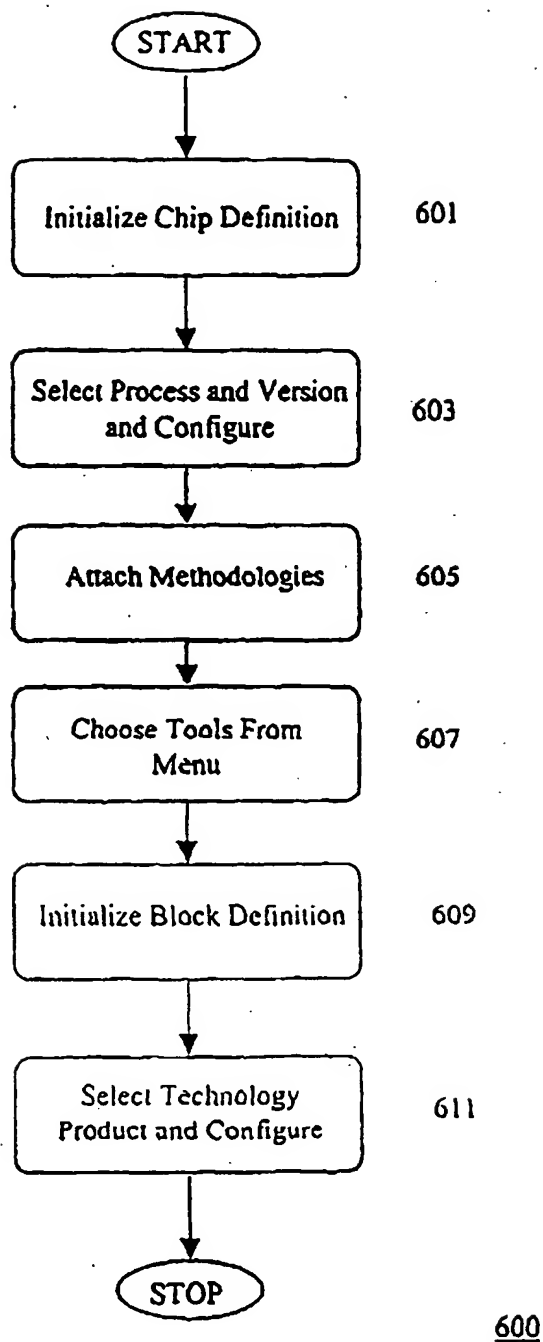 START
Initialize Chip Definition
601
Select Process and Version
and Configure
603
Attach Methodologies
605
Choose Tools From
Menu
607
Initialize Block Definition
609
Select Technology
Product and Configure
611
STOP
600